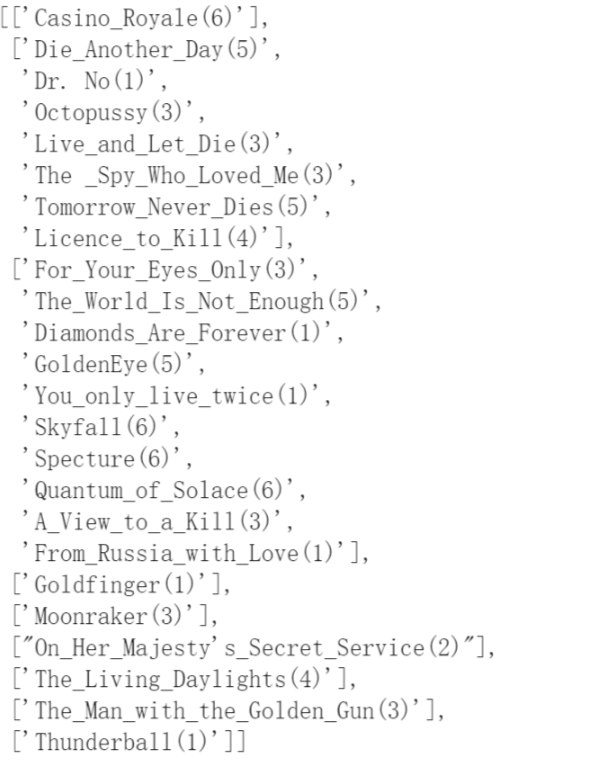 [['Casino_Royale(6)'],
['Die_Another_Day(5)',
'Dr. No(1)',
'Octopussy(3)',
'Live_and_Let_Die(3)',
'The _Spy_Who_Loved_Me(3)',
'Tomorrow_Never_Dies(5)',
'Licence_to_Kill(4)'],
['For_Your_Eyes_Only(3)',
'The_World_Is_Not_Enough(5)',
'Diamonds_Are_Forever(1)',
'GoldenEye(5)',
'You_only_live_twice(1)',
'Skyfall(6)',
'Specture(6)',
'Quantum_of_Solace(6)',
'A_View_to_a_Kill(3)',
'From_Russia_with_Love(1)'],
['Goldfinger(1)'],
['Moonraker(3)'],
["On_Her_Majesty's_Secret_Service(2)"],
['The_Living_Daylights(4)'],
['The_Man_with_the_Golden_Gun(3)'],
['Thunderball(1)']]